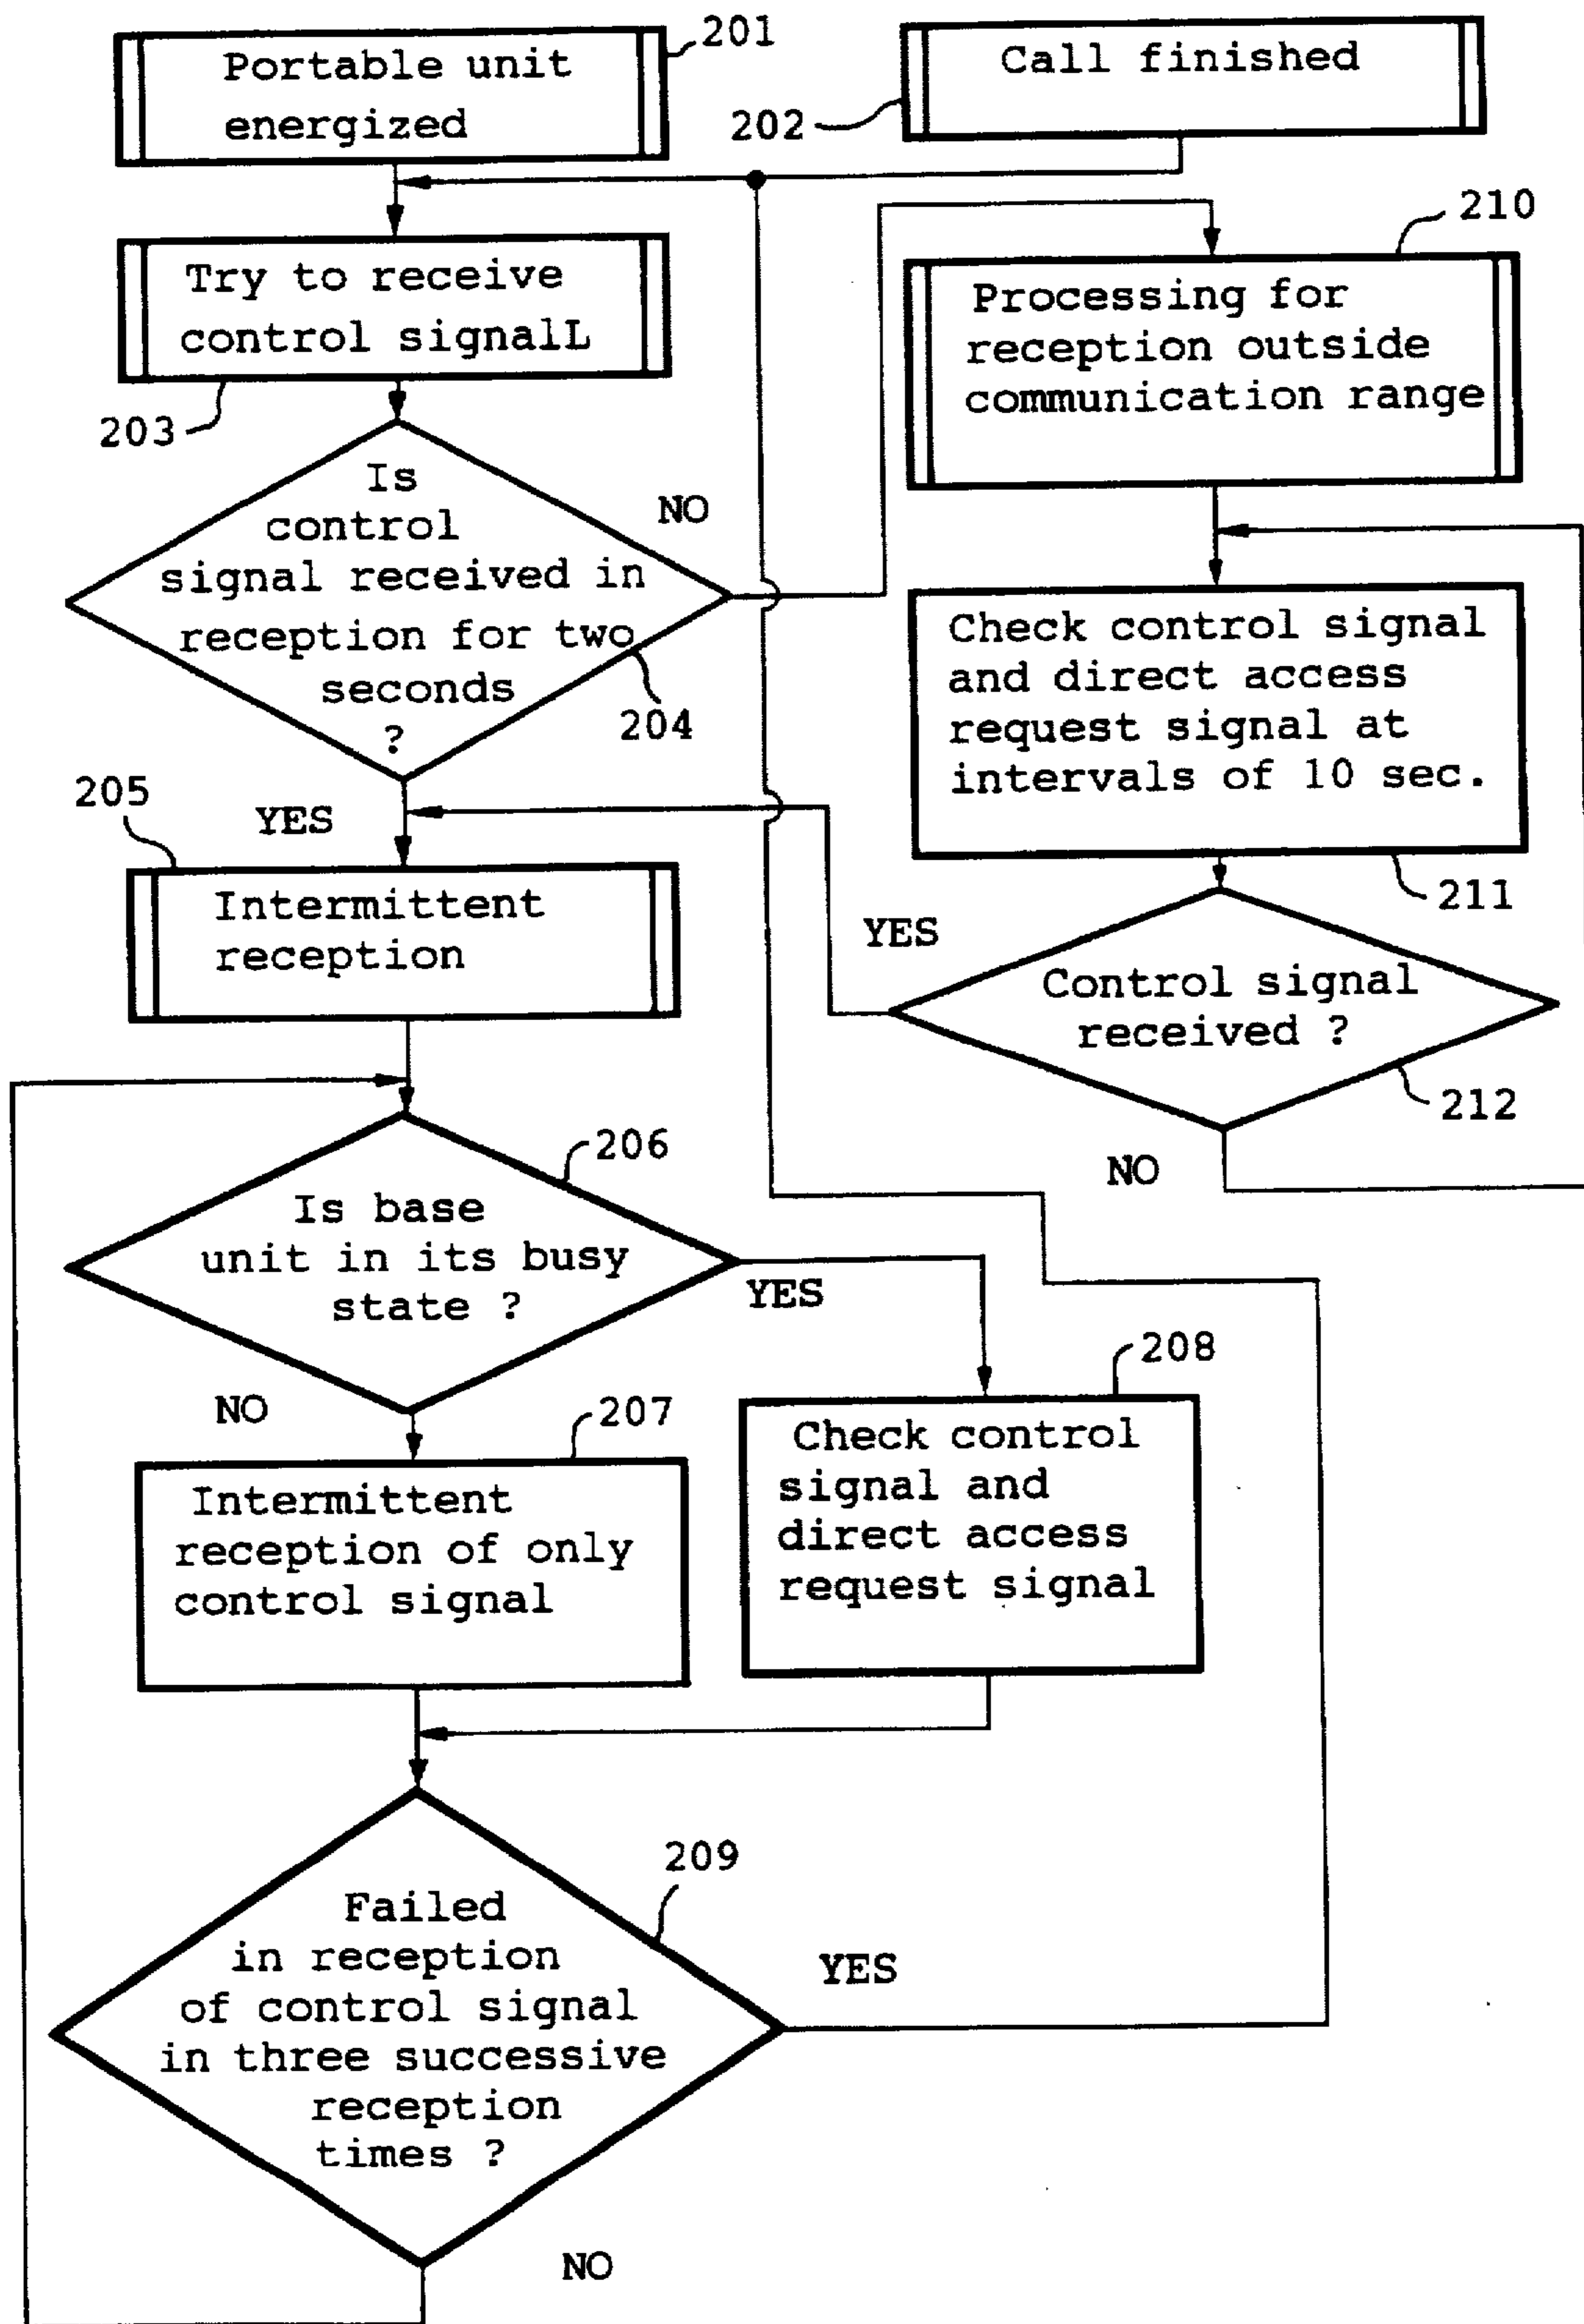 Portable unit
energized
201
Call finished
202
Try to receive
control signalL
203
Is
control
signal received in
reception for two
seconds
?
NO
204
YES
210
Processing for
reception outside
communication range
Check control signal
and direct access
request signal at
intervals of 10 sec.
211
205
Intermittent
reception
YES
Control signal
received ?
212
NO
206
Is base
unit in its busy
state ?
YES
NO
207
Intermittent
reception of only
control signal
208
Check control
signal and
direct access
request signal
209
Failed
in reception
of control signal
in three successive
reception
times ?
YES
NO